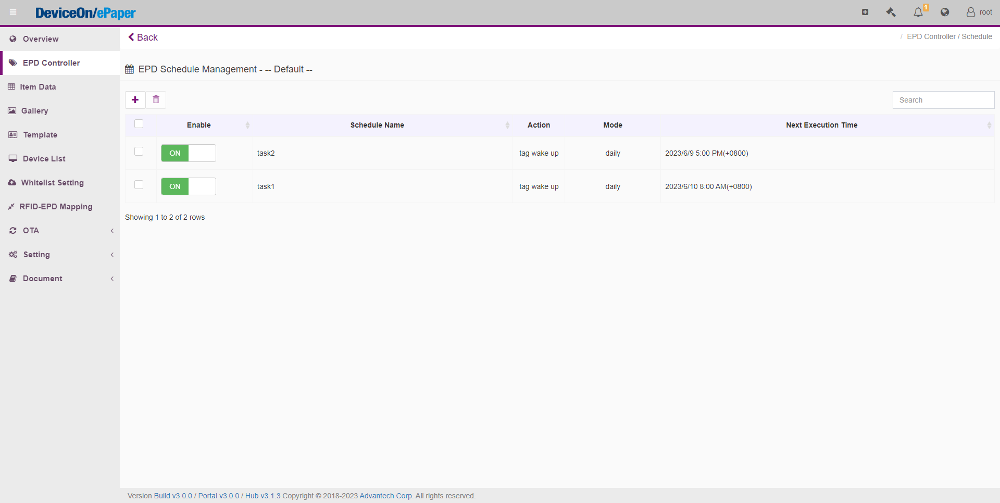 DeviceOn/ePaper
1
root
Overview
EPD Controller
Item Data
Gallery
Template
Device List
Whitelist Setting
RFID-EPD Mapping
OTA
Setting
Document
Back
/ EPD Controller / Schedule
EPD Schedule Management - -- Default --
Search
Enable Schedule Name Action Mode Next Execution Time
ON task2 tag wake up daily 2023/6/9 5:00 PM(+0800)
ON task1 tag wake up daily 2023/6/10 8:00 AM(+0800)
Showing 1 to 2 of 2 rows
Version Build v3.0.0 / Portal v3.0.0 / Hub v3.1.3 Copyright © 2018-2023 Advantech Corp. All rights reserved.